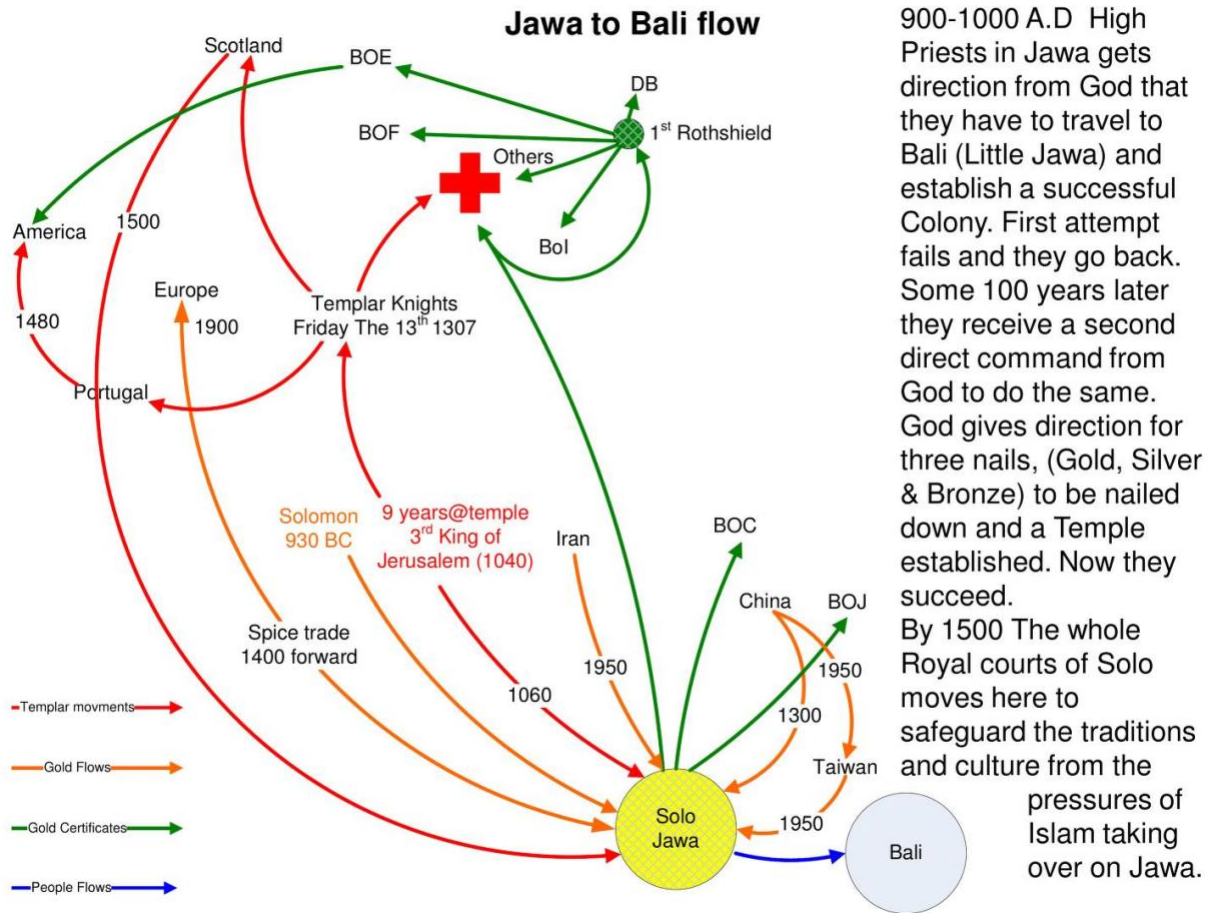 Jawa to Bali flow
900-1000 A.D High
Priests in Jawa gets
direction from God that
they have to travel to
Bali (Little Jawa) and
establish a successful
Colony. First attempt
fails and they go back.
Some 100 years later
they receive a second
direct command from
God to do the same.
God gives direction for
three nails, (Gold, Silver
& Bronze) to be nailed
down and a Temple
established. Now they
succeed.
By 1500 The whole
Royal courts of Solo
moves here to
safeguard the traditions
and culture from the
pressures of
Islam taking
over on Jawa.
Scotland
BOE
DB
BOF
1st Rothshield
Others
1500
America
BoI
Europe
1900
Templar Knights
Friday The 13th 1307
1480
Portugal
Solomon
930 BC
9 years@temple
3rd King of
Jerusalem (1040)
Iran
BOC
China
BOJ
Spice trade
1400 forward
1950
1950
1060
1300
Templar movments
Gold Flows
Taiwan
Solo
Jawa
1950
Bali
Gold Certificates
People Flows